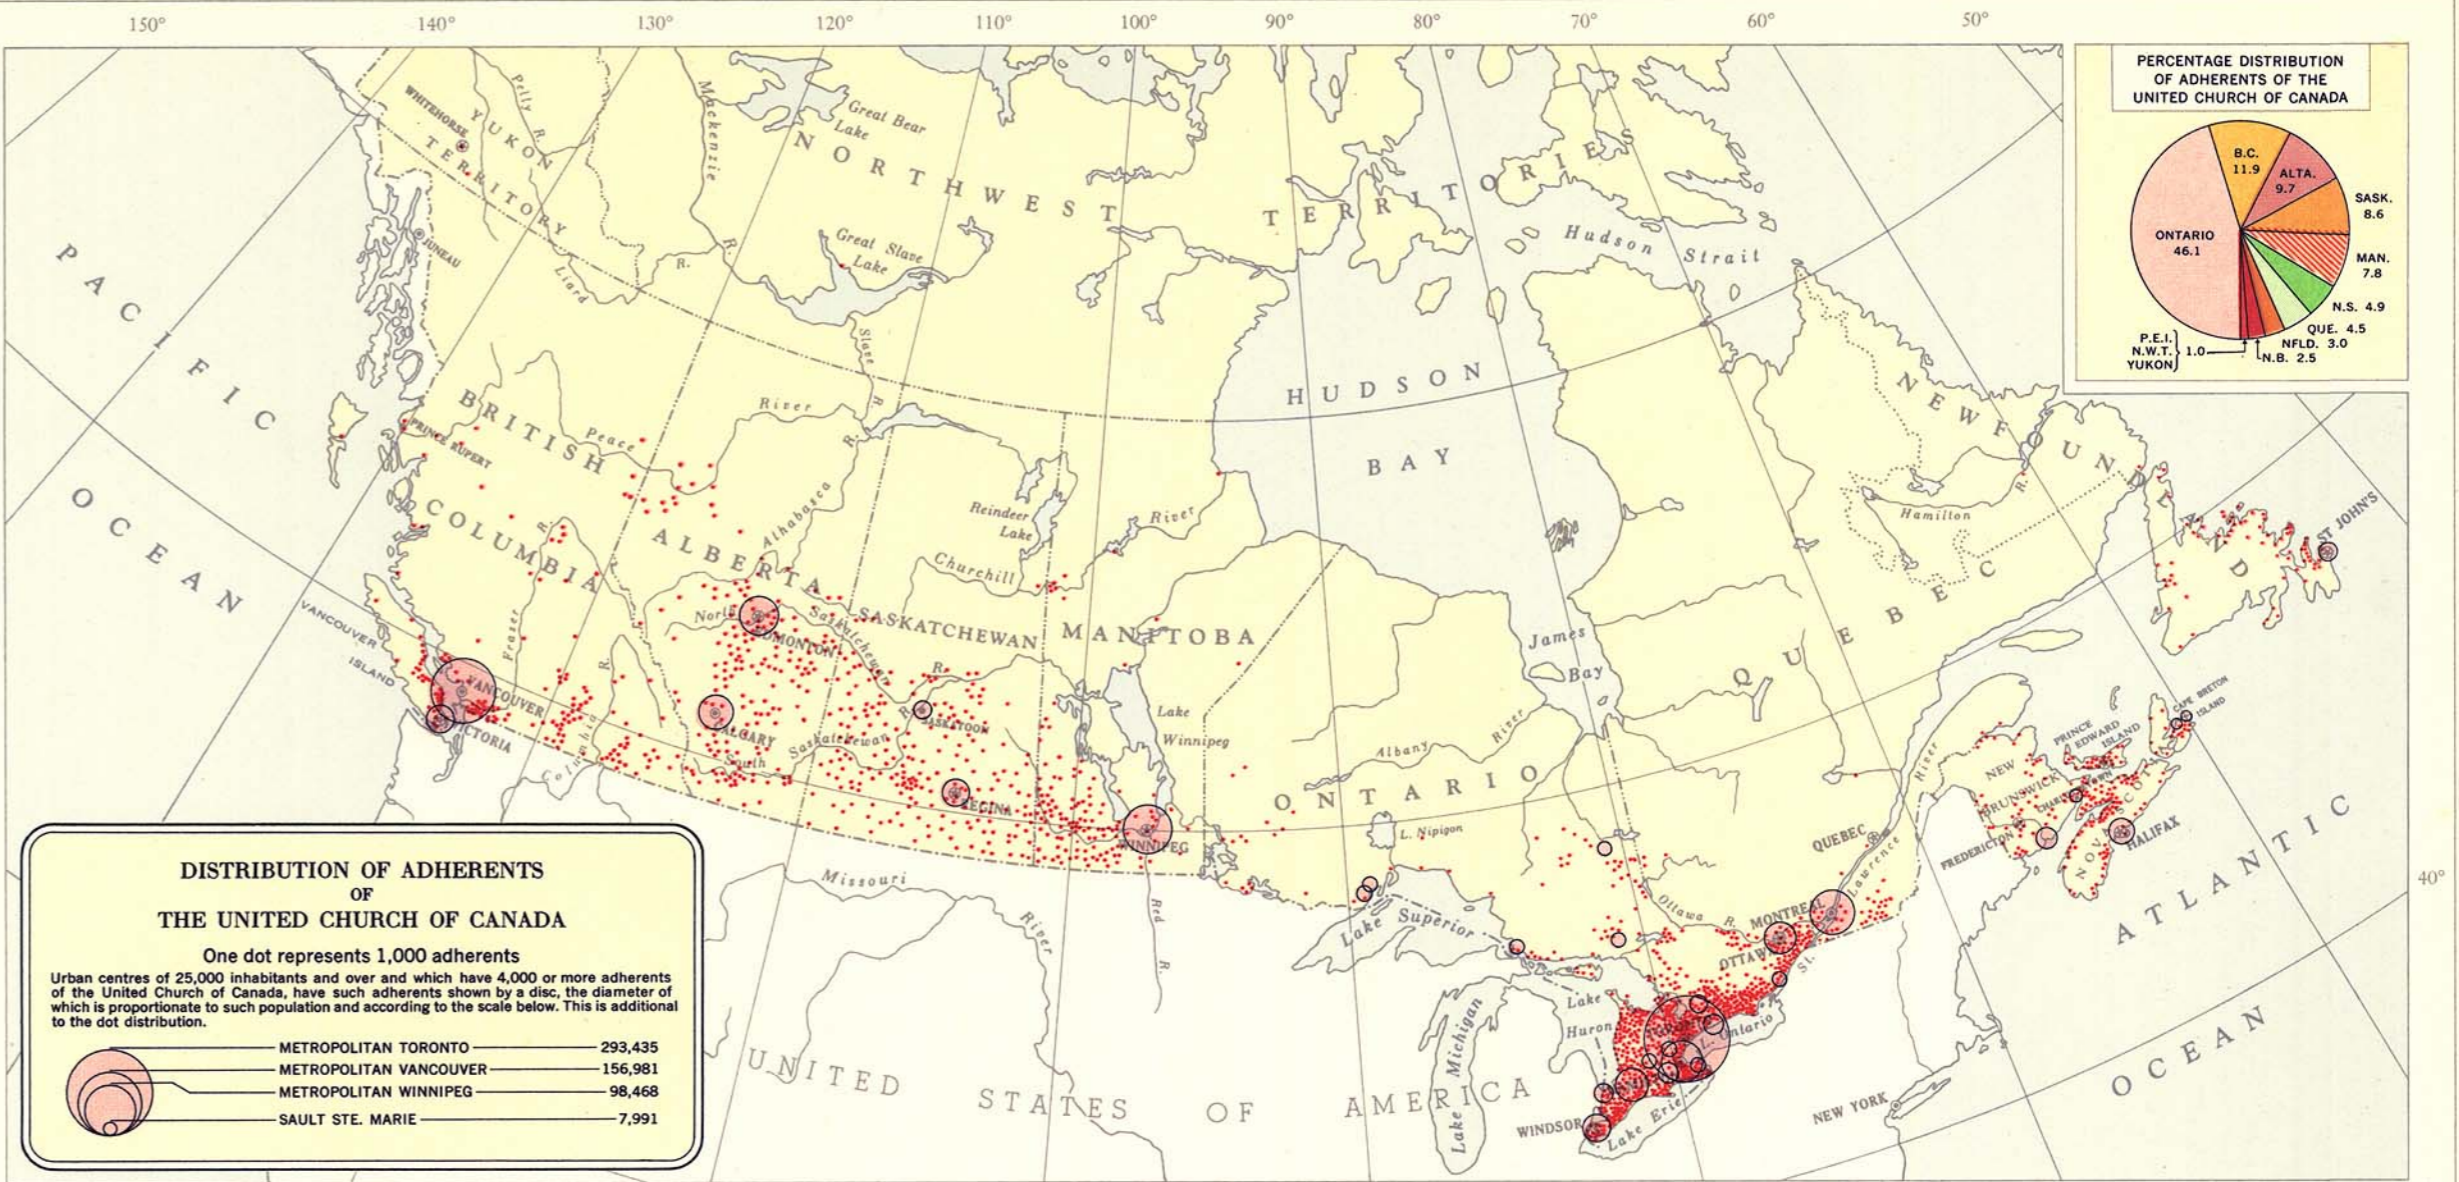 150° 140° 130° 120° 110° 100° 90° 80° 70° 60° 50°
40°
PERCENTAGE DISTRIBUTION
OF ADHERENTS OF THE
UNITED CHURCH OF CANADA
B.C.
11.9
ALTA.
9.7
SASK.
8.6
MAN.
7.8
N.S. 4.9
QUE. 4.5
NFLD. 3.0
N.B. 2.5
P.E.I.
N.W.T.
YUKON
1.0
ONTARIO
46.1
WHITEHORSE
YUKON
TERRITORY
Pelly R.
Mackenzie
R.
Great Bear
Lake
NORTHWEST TERRITORIES
JUNEAU
Liard
R.
Great Slave
Lake
Slave
R.
Hudson Strait
PACIFIC
OCEAN
HUDSON
BAY
BRITISH
COLUMBIA
PRINCE RUPERT
Peace
River
R.
R.
ALBERTA
Athabasca
Reindeer
Lake
Churchill
River
NEWFOUNDLAND
Hamilton
R.
ST JOHN'S
VANCOUVER
ISLAND
Fraser
R.
VANCOUVER
VICTORIA
Columbia
North
Saskatchewan
R.
EDMONTON
CALGARY
South
Saskatchewan
R.
SASKATCHEWAN
SASKATOON
REGINA
MANITOBA
Lake
Winnipeg
WINNIPEG
James
Bay
QUEBEC
Albany
River
ONTARIO
L. Nipigon
Lake Superior
Ottawa R.
MONTREAL
OTTAWA
QUEBEC
St.
Lawrence
River
NEW
BRUNSWICK
FREDERICTON
PRINCE
EDWARD
ISLAND
CAPE BRETON
ISLAND
NOVA SCOTIA
HALIFAX
ATLANTIC
OCEAN
Missouri
River
Red
R.
UNITED STATES OF AMERICA
Lake Michigan
Lake
Huron
L. Ontario
Lake Erie
WINDSOR
NEW YORK
DISTRIBUTION OF ADHERENTS
OF
THE UNITED CHURCH OF CANADA
One dot represents 1,000 adherents
Urban centres of 25,000 inhabitants and over and which have 4,000 or more adherents
of the United Church of Canada, have such adherents shown by a disc, the diameter of
which is proportionate to such population and according to the scale below. This is additional
to the dot distribution.
METROPOLITAN TORONTO 293,435
METROPOLITAN VANCOUVER 156,981
METROPOLITAN WINNIPEG 98,468
SAULT STE. MARIE 7,991